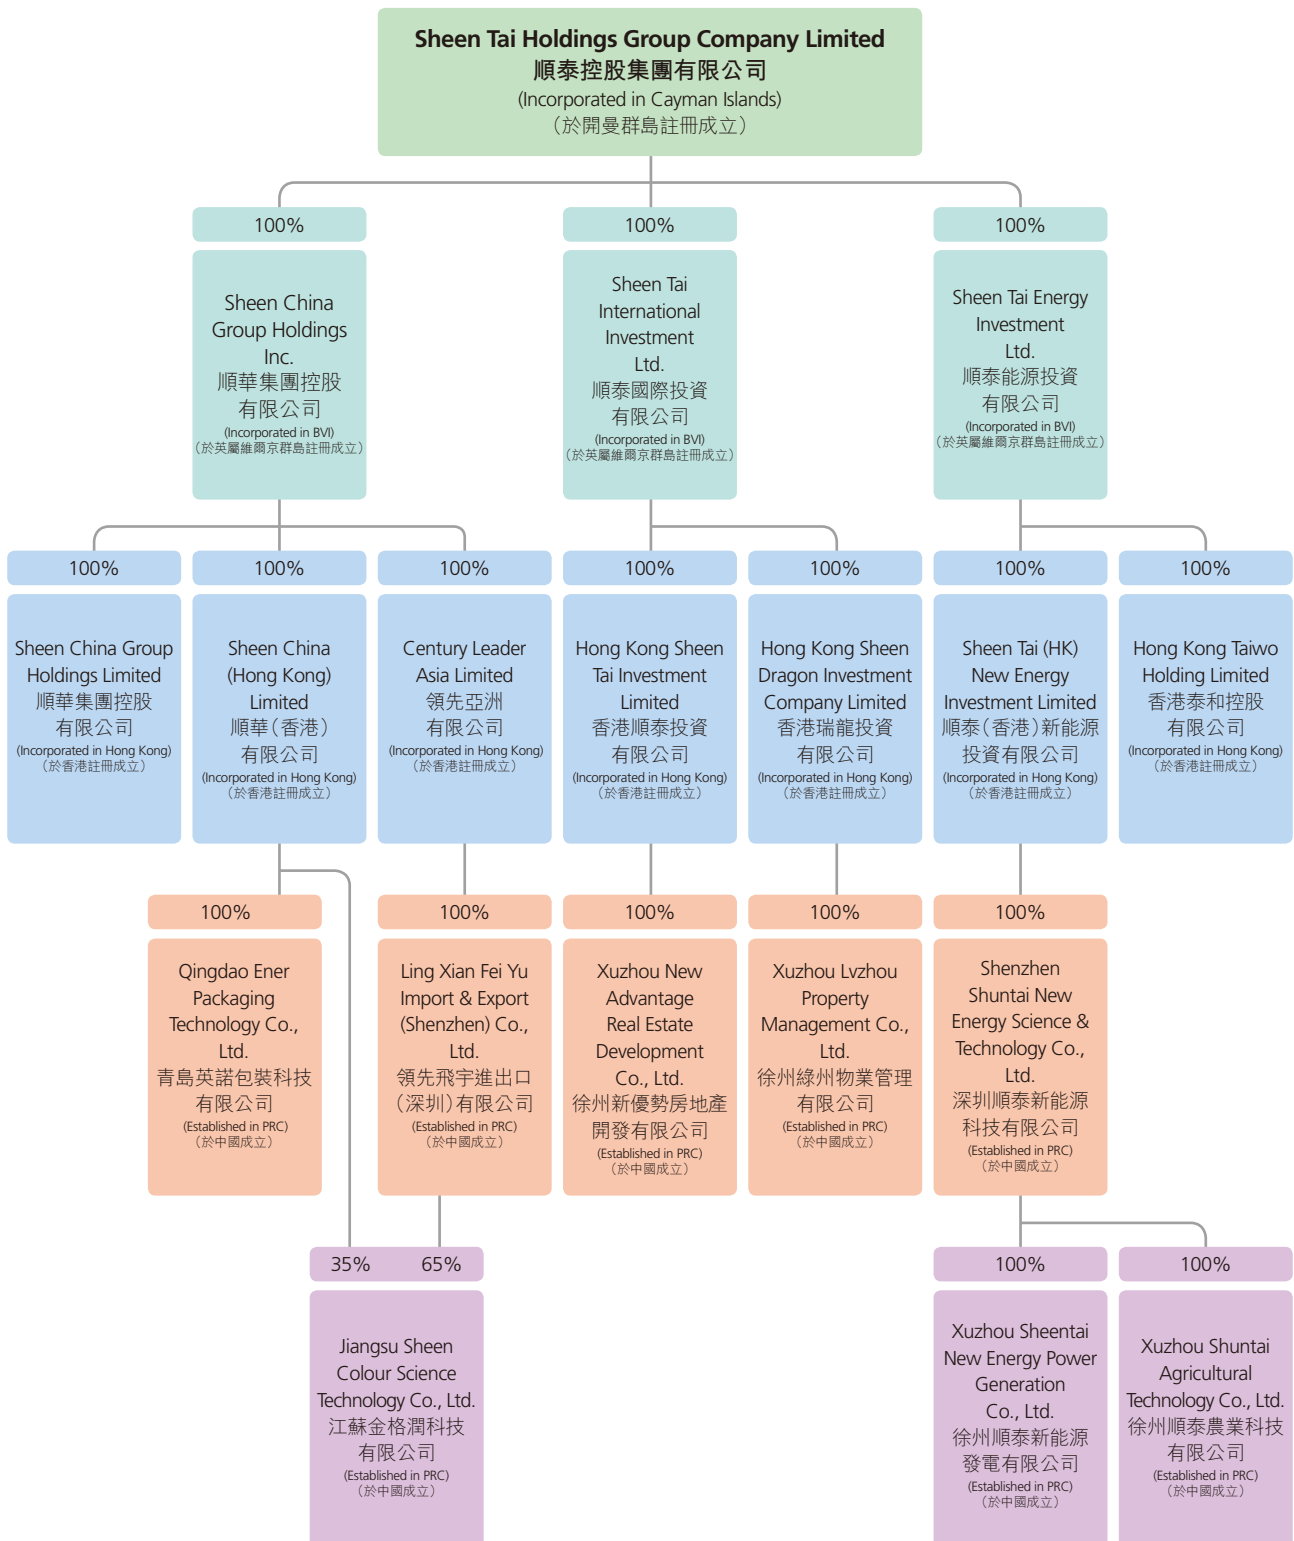 Sheen Tai Holdings Group Company Limited
順泰控股集團有限公司
(Incorporated in Cayman Islands)
（於開曼群島註冊成立）
100%
Sheen China
Group Holdings
Inc.
順華集團控股
有限公司
(Incorporated in BVI)
（於英屬維爾京群島註冊成立）
100%
Sheen Tai
International
Investment
Ltd.
順泰國際投資
有限公司
(Incorporated in BVI)
（於英屬維爾京群島註冊成立）
100%
Sheen Tai Energy
Investment
Ltd.
順泰能源投資
有限公司
(Incorporated in BVI)
（於英屬維爾京群島註冊成立）
100%
Sheen China Group
Holdings Limited
順華集團控股
有限公司
(Incorporated in Hong Kong)
（於香港註冊成立）
100%
Sheen China
(Hong Kong)
Limited
順華（香港）
有限公司
(Incorporated in Hong Kong)
（於香港註冊成立）
100%
Century Leader
Asia Limited
領先亞洲
有限公司
(Incorporated in Hong Kong)
（於香港註冊成立）
100%
Hong Kong Sheen
Tai Investment
Limited
香港順泰投資
有限公司
(Incorporated in Hong Kong)
（於香港註冊成立）
100%
Hong Kong Sheen
Dragon Investment
Company Limited
香港瑞龍投資
有限公司
(Incorporated in Hong Kong)
（於香港註冊成立）
100%
Sheen Tai (HK)
New Energy
Investment Limited
順泰（香港）新能源
投資有限公司
(Incorporated in Hong Kong)
（於香港註冊成立）
100%
Hong Kong Taiwo
Holding Limited
香港泰和控股
有限公司
(Incorporated in Hong Kong)
（於香港註冊成立）
100%
Qingdao Ener
Packaging
Technology Co.,
Ltd.
青島英諾包裝科技
有限公司
(Established in PRC)
（於中國成立）
100%
Ling Xian Fei Yu
Import & Export
(Shenzhen) Co.,
Ltd.
領先飛宇進出口
（深圳）有限公司
(Established in PRC)
（於中國成立）
100%
Xuzhou New
Advantage
Real Estate
Development
Co., Ltd.
徐州新優勢房地產
開發有限公司
(Established in PRC)
（於中國成立）
100%
Xuzhou Lvzhou
Property
Management Co.,
Ltd.
徐州綠州物業管理
有限公司
(Established in PRC)
（於中國成立）
100%
Shenzhen
Shuntai New
Energy Science &
Technology Co.,
Ltd.
深圳順泰新能源
科技有限公司
(Established in PRC)
（於中國成立）
35% 65%
Jiangsu Sheen
Colour Science
Technology Co., Ltd.
江蘇金格潤科技
有限公司
(Established in PRC)
（於中國成立）
100%
Xuzhou Sheentai
New Energy Power
Generation
Co., Ltd.
徐州順泰新能源
發電有限公司
(Established in PRC)
（於中國成立）
100%
Xuzhou Shuntai
Agricultural
Technology Co., Ltd.
徐州順泰農業科技
有限公司
(Established in PRC)
（於中國成立）